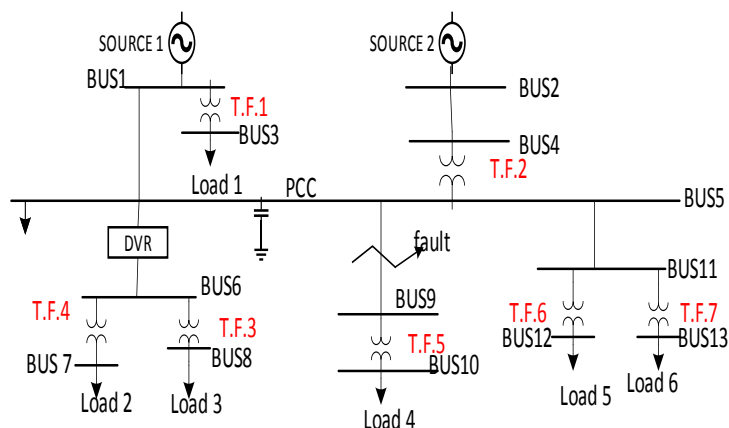 SOURCE 1
SOURCE 2
BUS1
BUS2
T.F.1
BUS3
BUS4
T.F.2
Load 1
PCC
BUS5
DVR
fault
BUS6
BUS11
T.F.4
T.F.3
BUS9
T.F.6
T.F.7
BUS 7
BUS8
T.F.5
BUS10
BUS12
BUS13
Load 2
Load 3
Load 4
Load 5
Load 6